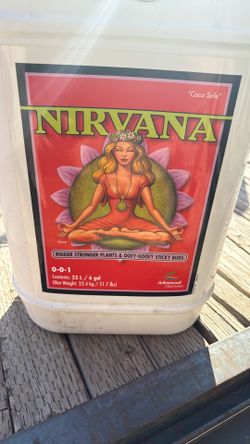 "Coco Safe"
NIRVANA
BIGGER STRONGER PLANTS & OOEY-GOOEY STICKY BUDS
0-0-1
Contents: 23 L / 6 gal
(Net Weight: 23.4 kg / 51.7 lbs)
Advanced
Nutrients